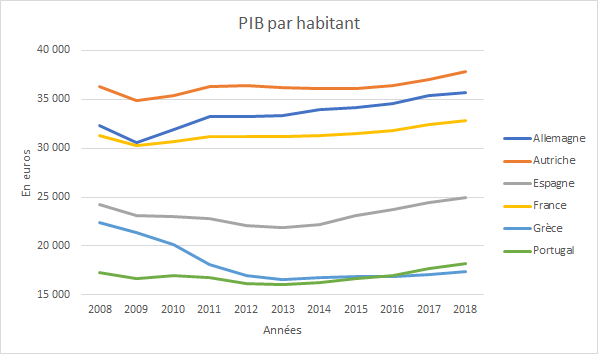 PIB par habitant
40 000
35 000
30 000
25 000
20 000
15 000
En euros
2008 2009 2010 2011 2012 2013 2014 2015 2016 2017 2018
Années
Allemagne
Autriche
Espagne
France
Grèce
Portugal